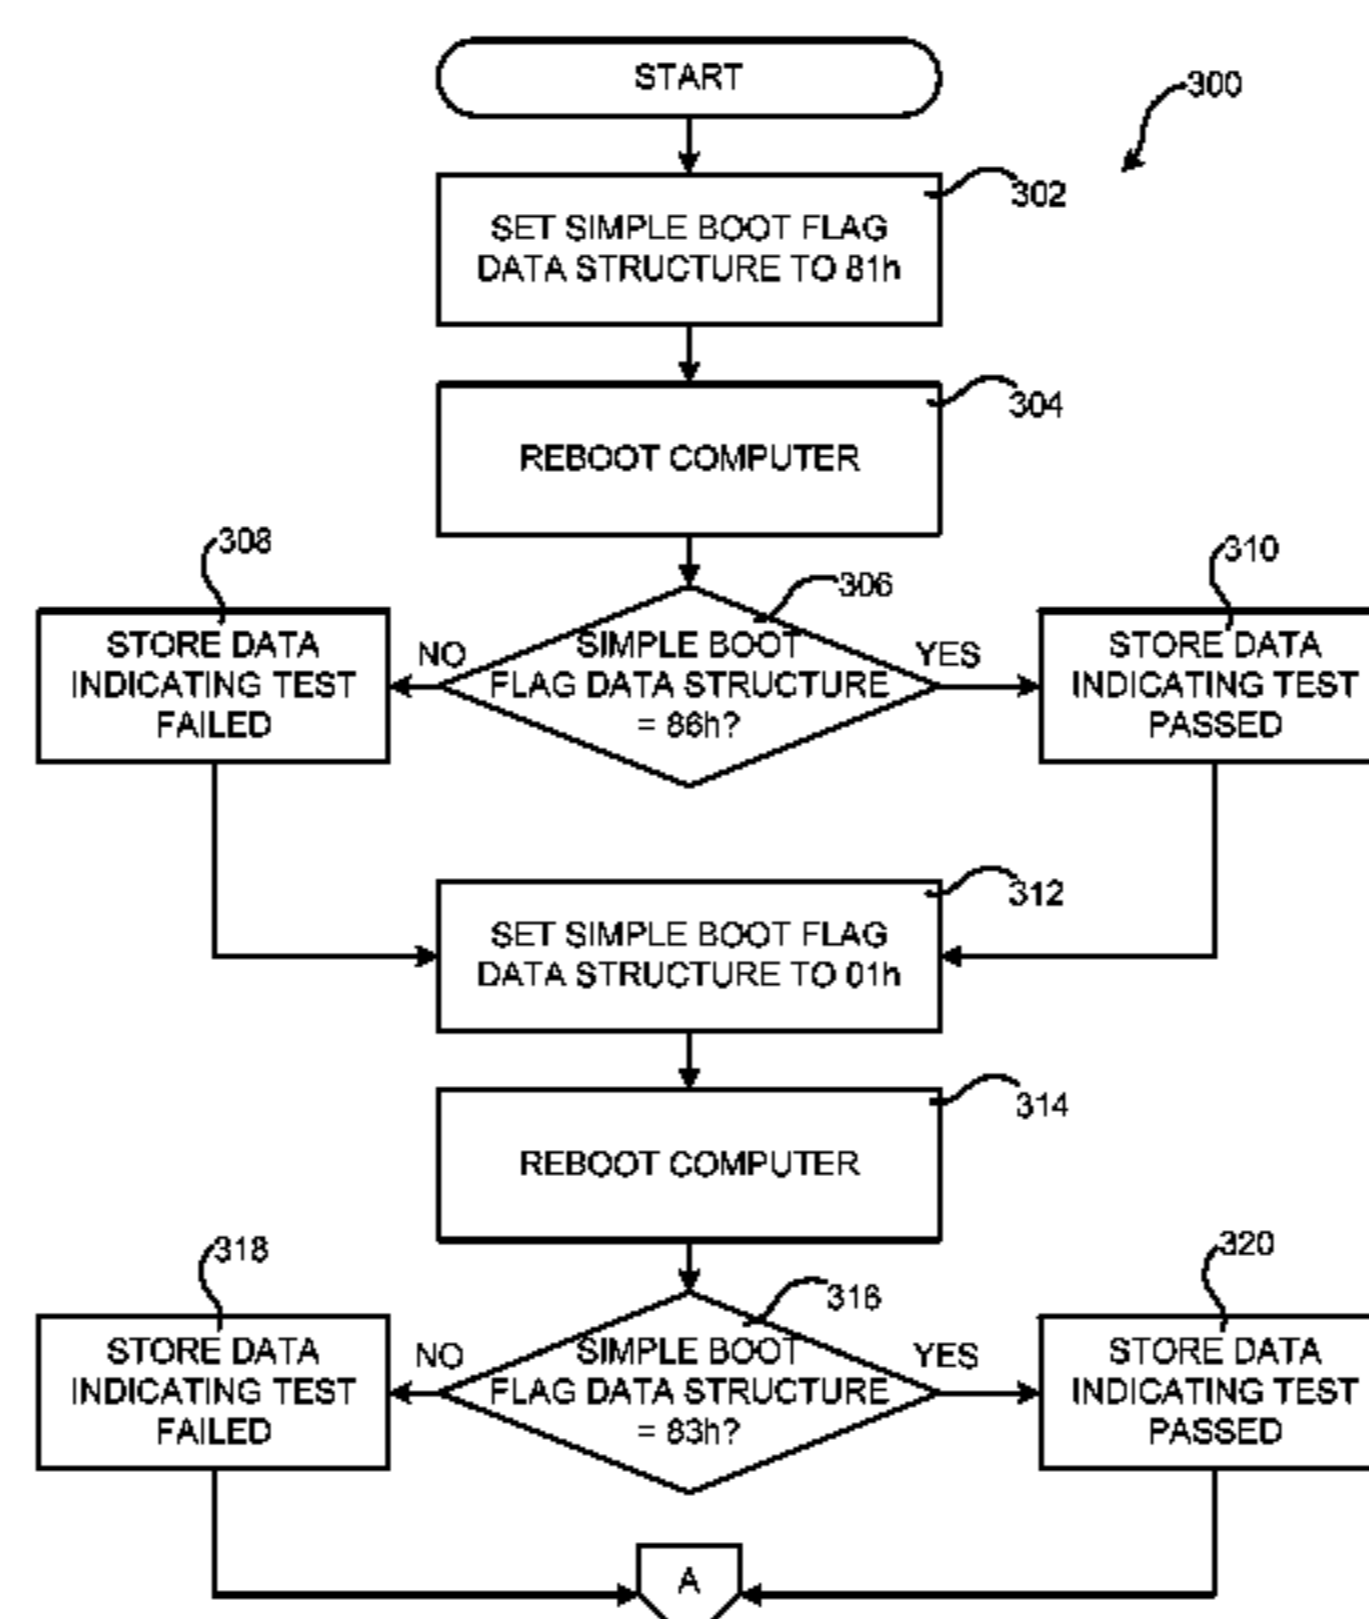 START
300
302
SET SIMPLE BOOT FLAG
DATA STRUCTURE TO 81h
304
REBOOT COMPUTER
308
310
306
STORE DATA
INDICATING TEST
FAILED
NO
SIMPLE BOOT
FLAG DATA STRUCTURE
= 86h?
YES
STORE DATA
INDICATING TEST
PASSED
312
SET SIMPLE BOOT FLAG
DATA STRUCTURE TO 01h
314
REBOOT COMPUTER
318
320
316
STORE DATA
INDICATING TEST
FAILED
NO
SIMPLE BOOT
FLAG DATA STRUCTURE
= 83h?
YES
STORE DATA
INDICATING TEST
PASSED
A